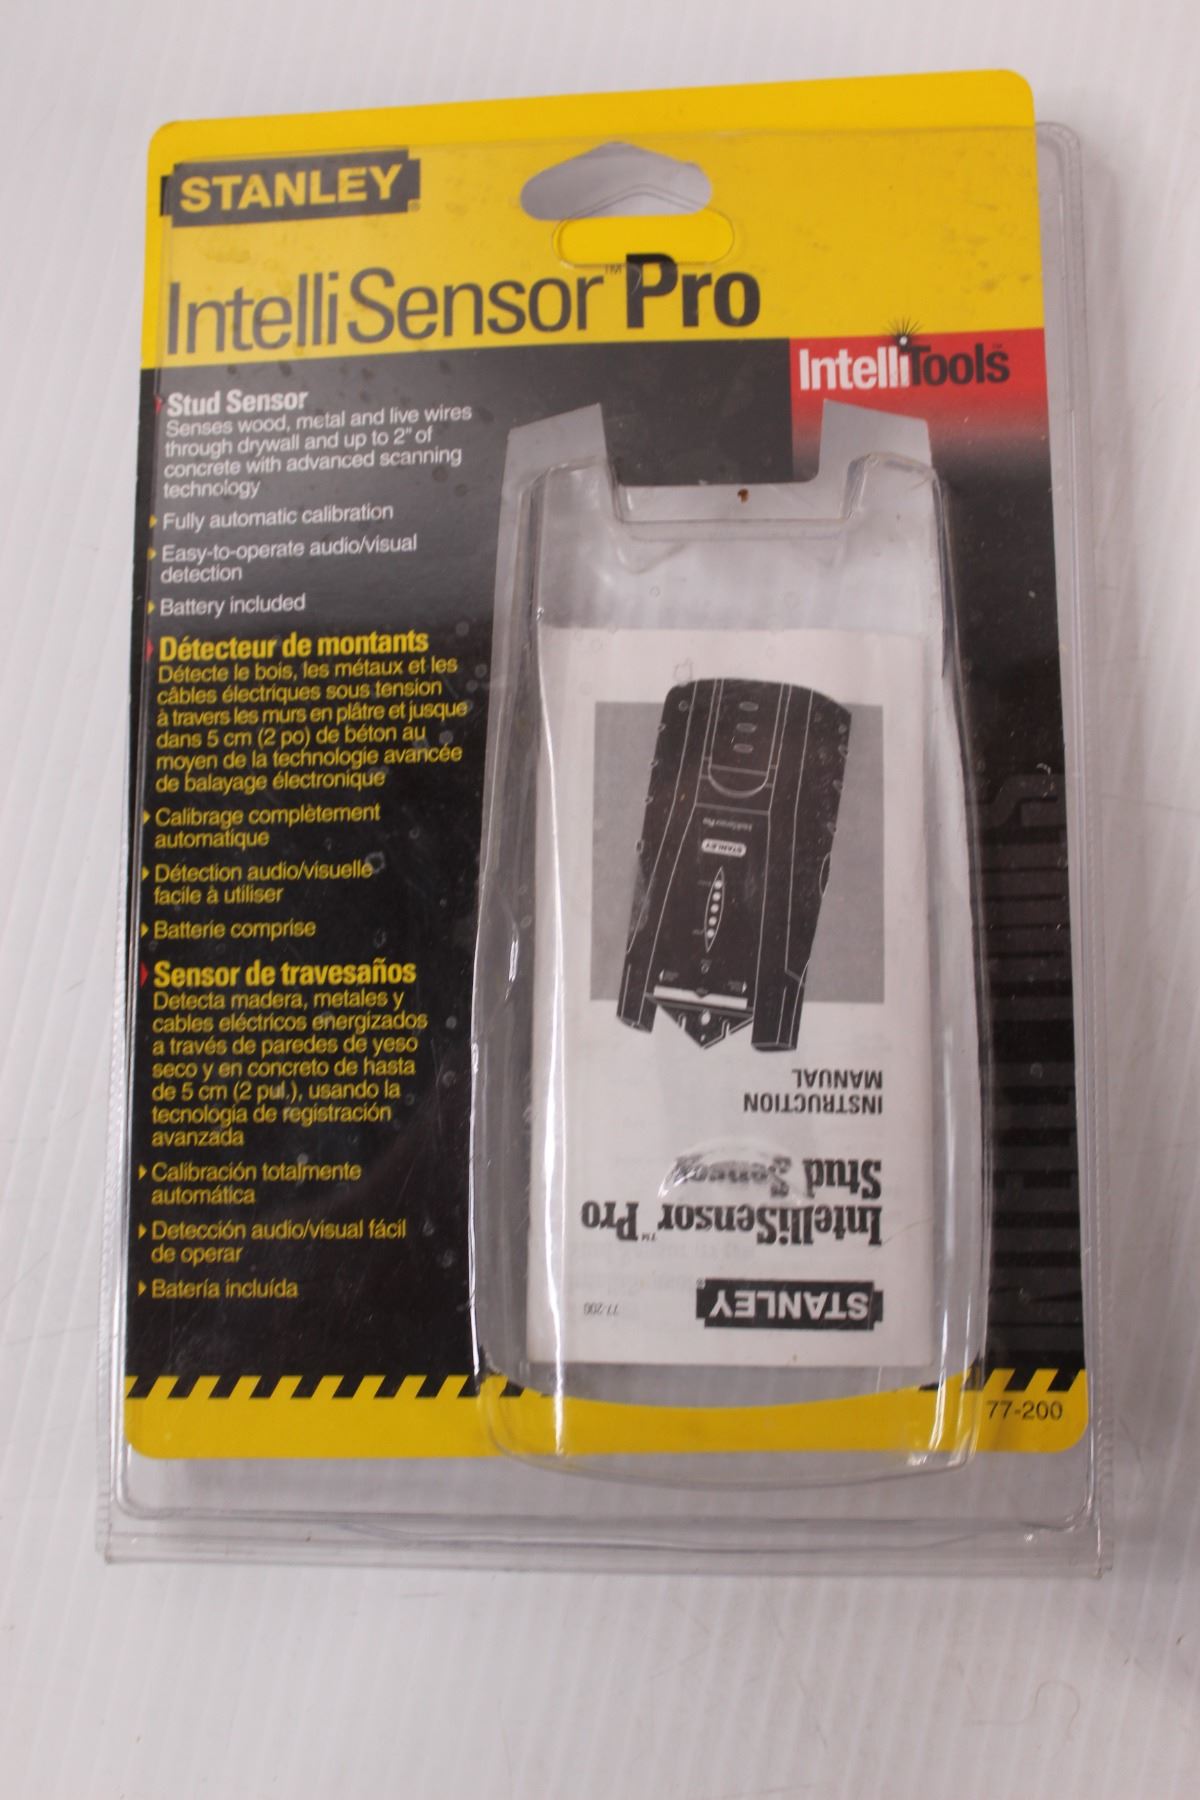 STANLEY®
IntelliSensor™ Pro
IntelliTools™
Stud Sensor
Senses wood, metal and live wires
through drywall and up to 2" of
concrete with advanced scanning
technology
Fully automatic calibration
Easy-to-operate audio/visual
detection
Battery included
Détecteur de montants
Détecte le bois, les métaux et les
câbles électriques sous tension
à travers les murs en plâtre et jusque
dans 5 cm (2 po) de béton au
moyen de la technologie avancée
de balayage électronique
Calibrage complètement
automatique
Détection audio/visuelle
facile à utiliser
Batterie comprise
Sensor de travesaños
Detecta madera, metales y
cables eléctricos energizados
a través de paredes de yeso
seco y en concreto de hasta
de 5 cm (2 pul.), usando la
tecnología de registración
avanzada
Calibración totalmente
automática
Detección audio/visual fácil
de operar
Batería incluída
STANLEY®
77-200
IntelliSensor™ Pro
Stud Sensor
INSTRUCTION
MANUAL
STANLEY
IntelliSensor Pro
77-200